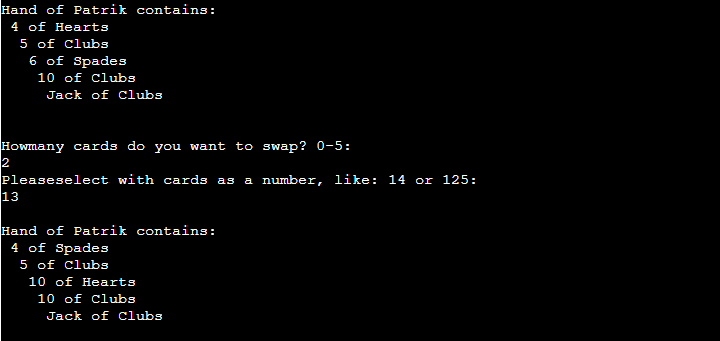 Hand of Patrik contains:
4 of Hearts
5 of Clubs
6 of Spades
10 of Clubs
Jack of Clubs
Howmany cards do you want to swap? 0-5:
2
Pleaseselect with cards as a number, like: 14 or 125:
13
Hand of Patrik contains:
4 of Spades
5 of Clubs
10 of Hearts
10 of Clubs
Jack of Clubs